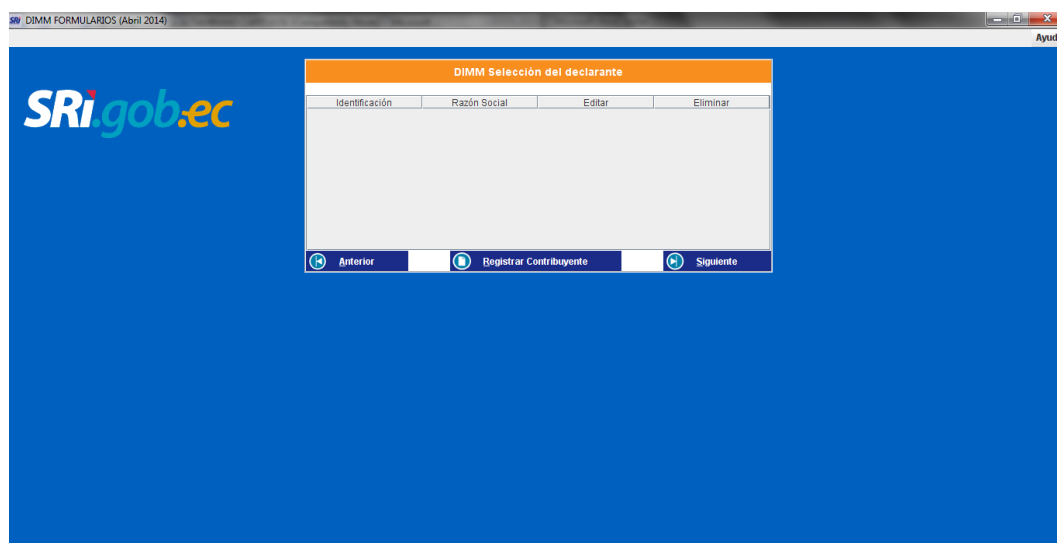 SRi DIMM FORMULARIOS (Abril 2014)
Ayud
SRi.gob.ec
DIMM Selección del declarante
Identificación Razón Social Editar Eliminar
Anterior Registrar Contribuyente Siguiente